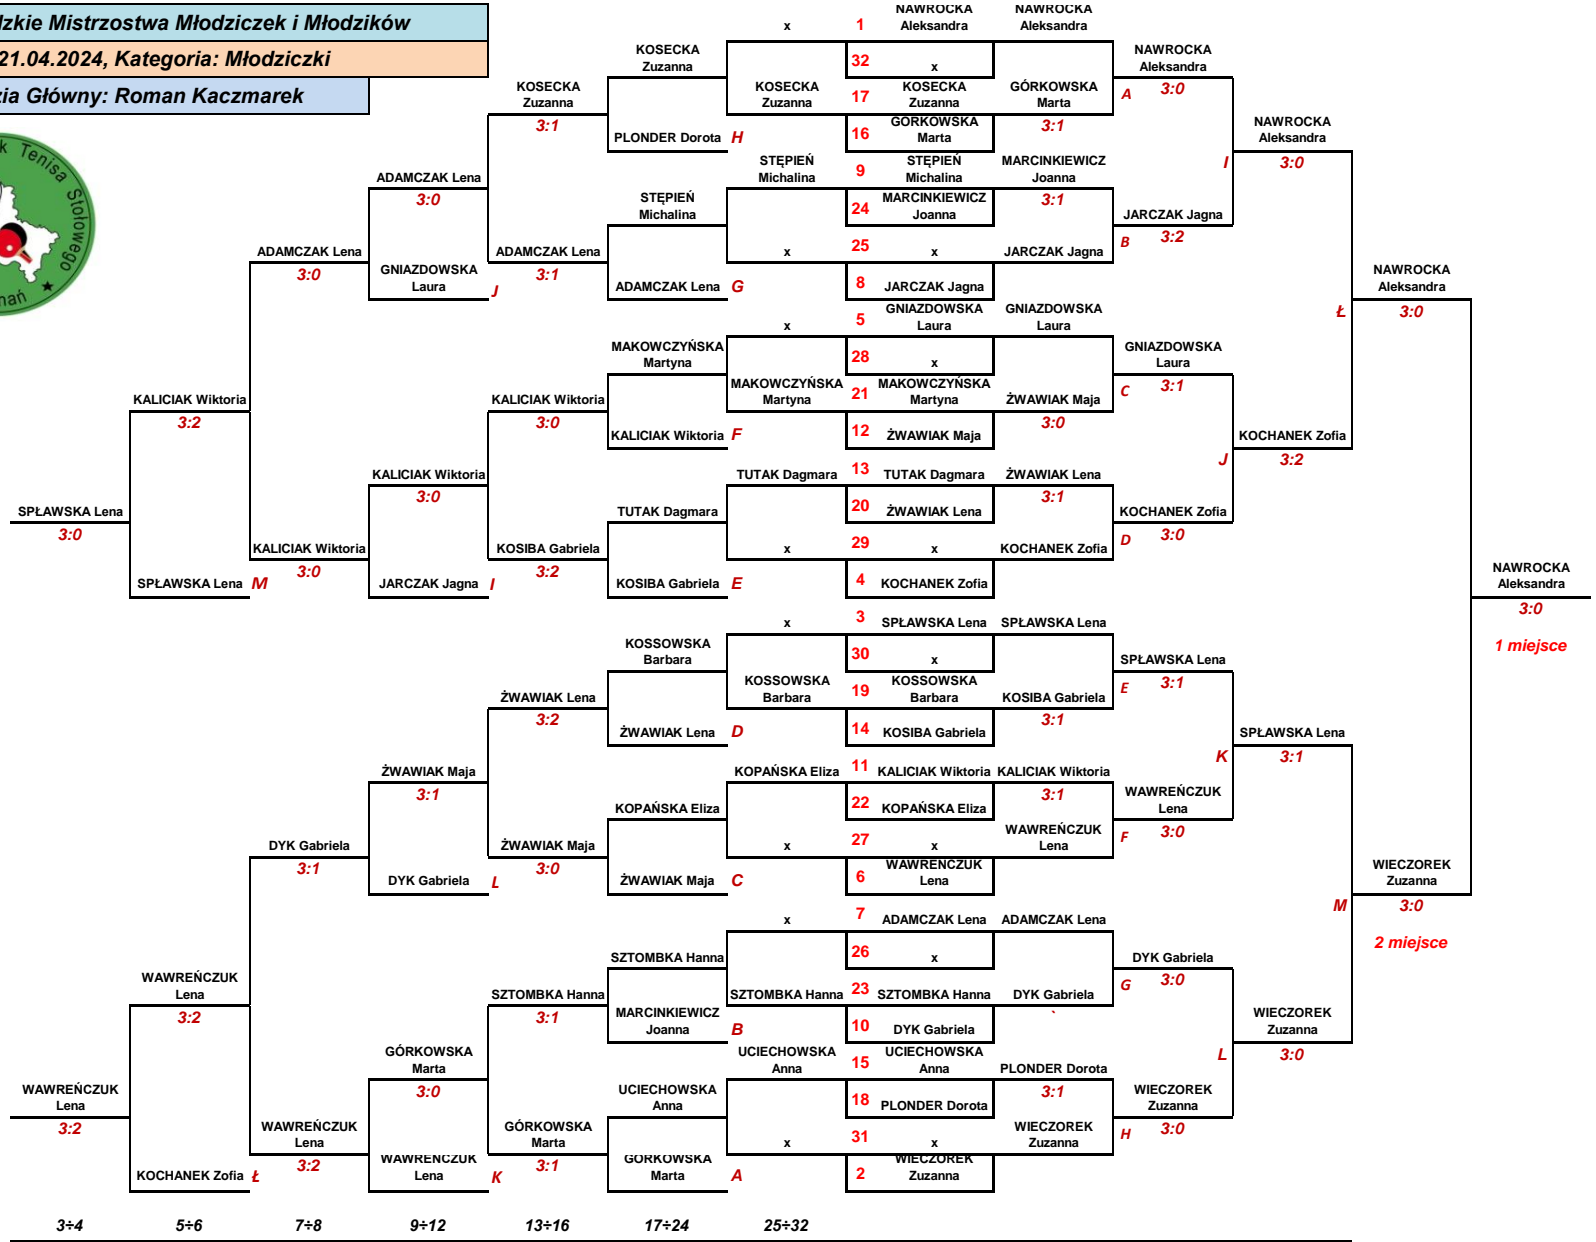 dzkie Mistrzostwa Młodziczek i Młodzików
21.04.2024, Kategoria: Młodziczki
zia Główny: Roman Kaczmarek
k Tenisa Stołowego
nań ★
x 1 NAWROCKA Aleksandra NAWROCKA Aleksandra
KOSECKA Zuzanna 32 x NAWROCKA Aleksandra
KOSECKA Zuzanna KOSECKA Zuzanna 17 KOSECKA Zuzanna GÓRKOWSKA Marta A 3:0
3:1 PLONDER Dorota H 16 GÓRKOWSKA Marta 3:1 NAWROCKA Aleksandra
ADAMCZAK Lena STĘPIEŃ Michalina 9 STĘPIEŃ Michalina MARCINKIEWICZ Joanna I 3:0
3:0 STĘPIEŃ Michalina 24 MARCINKIEWICZ Joanna 3:1 JARCZAK Jagna
ADAMCZAK Lena ADAMCZAK Lena x 25 x JARCZAK Jagna B 3:2
3:0 GNIAZDOWSKA Laura J 3:1 ADAMCZAK Lena G 8 JARCZAK Jagna NAWROCKA Aleksandra
x 5 GNIAZDOWSKA Laura GNIAZDOWSKA Laura Ł 3:0
MAKOWCZYŃSKA Martyna 28 x GNIAZDOWSKA Laura
KALICIAK Wiktoria KALICIAK Wiktoria MAKOWCZYŃSKA Martyna 21 MAKOWCZYŃSKA Martyna ŻWAWIAK Maja C 3:1
3:2 3:0 KALICIAK Wiktoria F 12 ŻWAWIAK Maja 3:0 KOCHANEK Zofia
KALICIAK Wiktoria TUTAK Dagmara 13 TUTAK Dagmara ŻWAWIAK Lena J 3:2
SPŁAWSKA Lena 3:0 TUTAK Dagmara 20 ŻWAWIAK Lena 3:1 KOCHANEK Zofia
3:0 KALICIAK Wiktoria KOSIBA Gabriela x 29 x KOCHANEK Zofia D 3:0
SPŁAWSKA Lena M 3:0 JARCZAK Jagna I 3:2 KOSIBA Gabriela E 4 KOCHANEK Zofia NAWROCKA Aleksandra
x 3 SPŁAWSKA Lena SPŁAWSKA Lena 3:0
KOSSOWSKA Barbara 30 x SPŁAWSKA Lena 1 miejsce
ŻWAWIAK Lena KOSSOWSKA Barbara 19 KOSSOWSKA Barbara KOSIBA Gabriela E 3:1
3:2 ŻWAWIAK Lena D 14 KOSIBA Gabriela 3:1 SPŁAWSKA Lena
ŻWAWIAK Maja KOPAŃSKA Eliza 11 KALICIAK Wiktoria KALICIAK Wiktoria K 3:1
3:1 KOPAŃSKA Eliza 22 KOPAŃSKA Eliza 3:1 WAWREŃCZUK Lena
DYK Gabriela ŻWAWIAK Maja x 27 x WAWREŃCZUK Lena F 3:0
3:1 DYK Gabriela L 3:0 ŻWAWIAK Maja C 6 WAWREŃCZUK Lena WIECZOREK Zuzanna
x 7 ADAMCZAK Lena ADAMCZAK Lena M 3:0
SZTOMBKA Hanna 26 x DYK Gabriela 2 miejsce
WAWREŃCZUK Lena SZTOMBKA Hanna SZTOMBKA Hanna 23 SZTOMBKA Hanna DYK Gabriela G 3:0
3:2 3:1 MARCINKIEWICZ Joanna B 10 DYK Gabriela ` WIECZOREK Zuzanna
GÓRKOWSKA Marta UCIECHOWSKA Anna 15 UCIECHOWSKA Anna PLONDER Dorota L 3:0
WAWREŃCZUK Lena 3:0 UCIECHOWSKA Anna 18 PLONDER Dorota 3:1 WIECZOREK Zuzanna
3:2 WAWREŃCZUK Lena GÓRKOWSKA Marta x 31 x WIECZOREK Zuzanna H 3:0
KOCHANEK Zofia Ł 3:2 WAWREŃCZUK Lena K 3:1 GÓRKOWSKA Marta A 2 WIECZOREK Zuzanna
3÷4 5÷6 7÷8 9÷12 13÷16 17÷24 25÷32